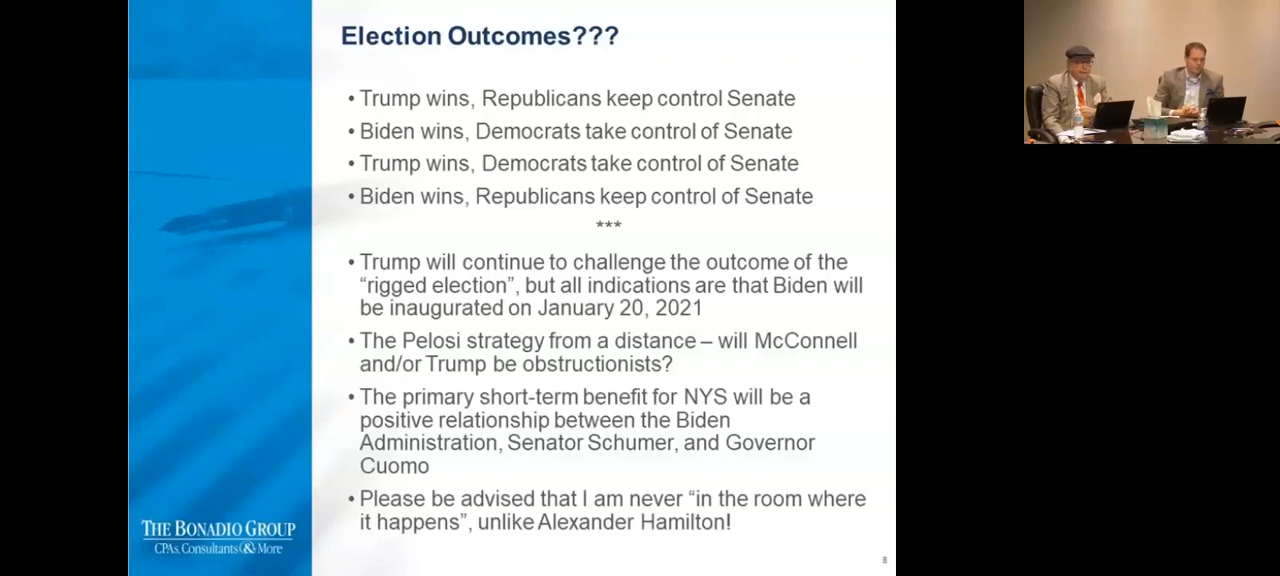 Election Outcomes???
• Trump wins, Republicans keep control Senate
• Biden wins, Democrats take control of Senate
• Trump wins, Democrats take control of Senate
• Biden wins, Republicans keep control of Senate
***
• Trump will continue to challenge the outcome of the
“rigged election”, but all indications are that Biden will
be inaugurated on January 20, 2021
• The Pelosi strategy from a distance – will McConnell
and/or Trump be obstructionists?
• The primary short-term benefit for NYS will be a
positive relationship between the Biden
Administration, Senator Schumer, and Governor
Cuomo
• Please be advised that I am never “in the room where
it happens”, unlike Alexander Hamilton!
THE BONADIO GROUP
CPAs, Consultants & More
8